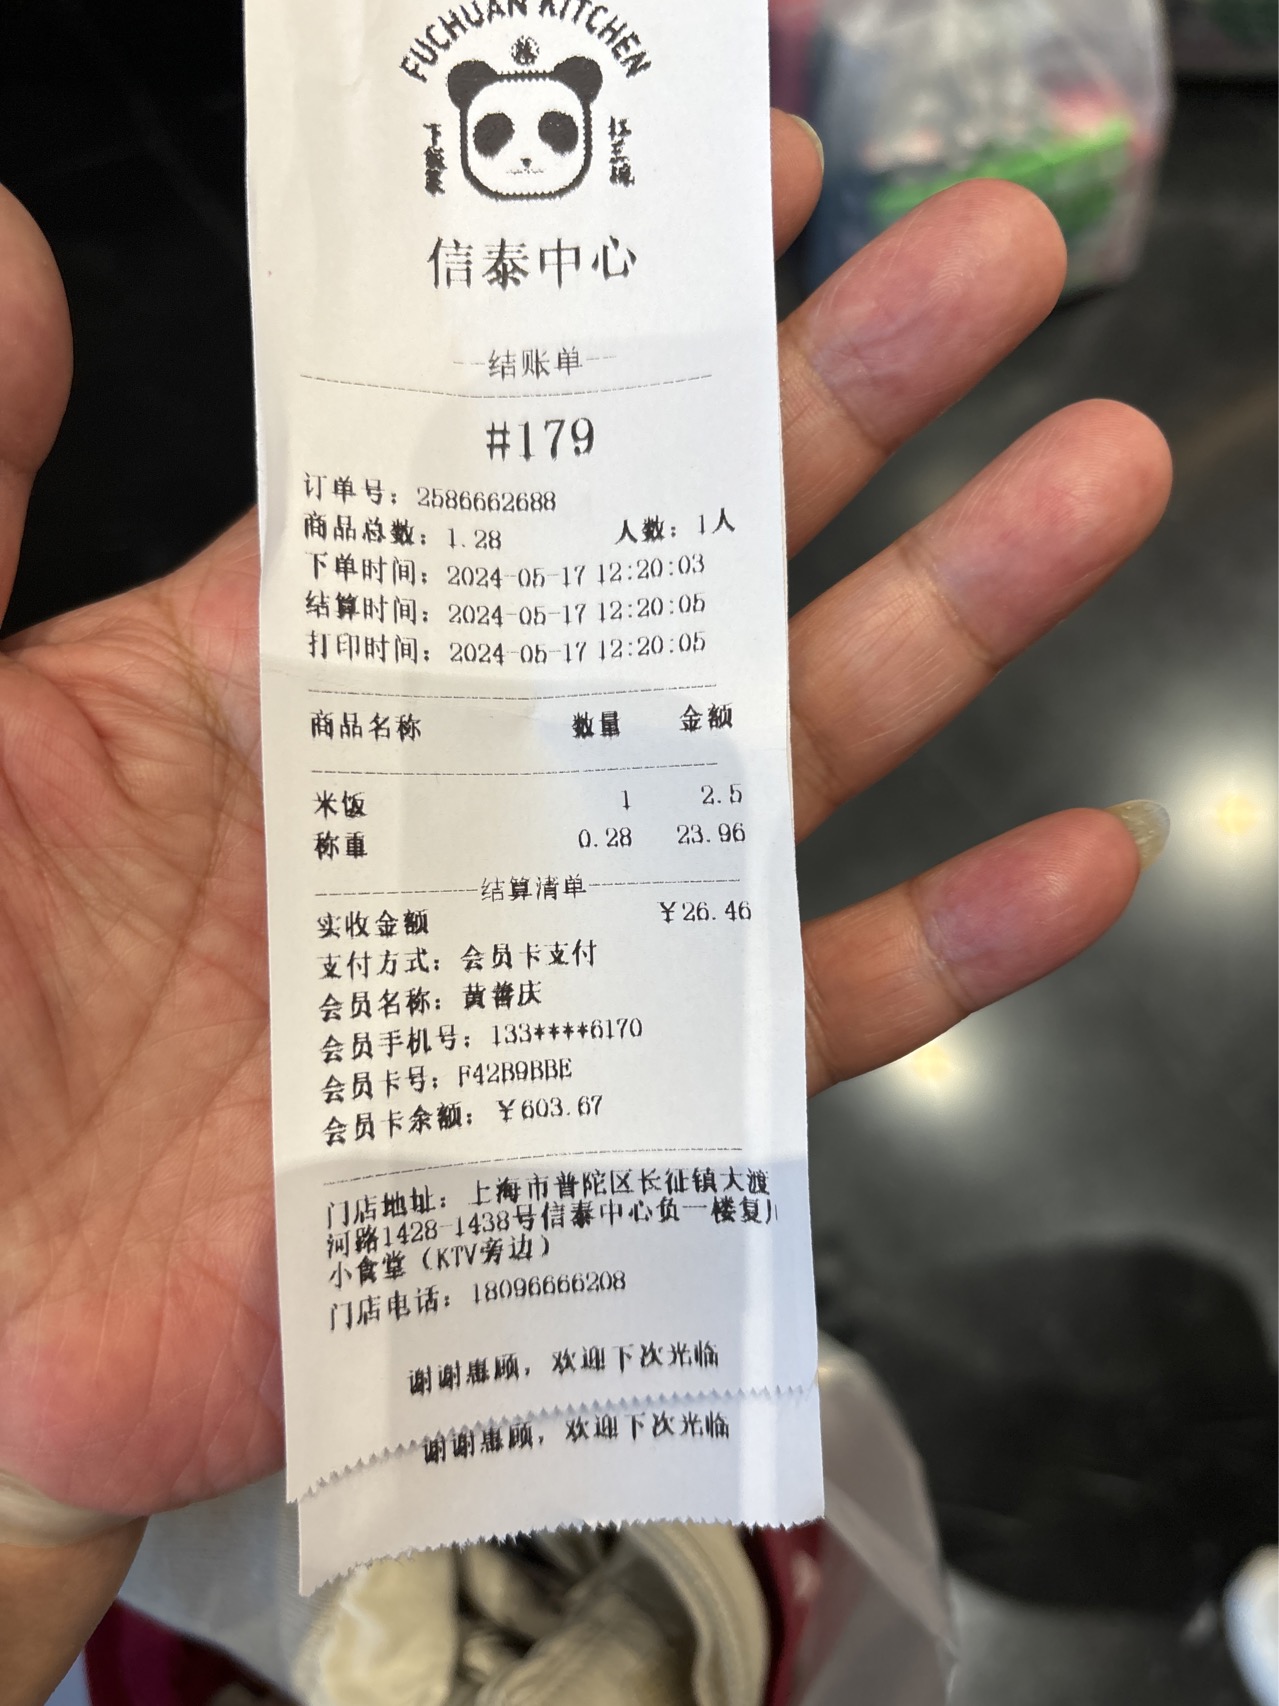 FUCHUAN KITCHEN
下饭菜
扛三碗
信泰中心
---结账单---
#179
订单号：2586662688
商品总数：1.28 人数：1人
下单时间：2024-05-17 12:20:03
结算时间：2024-05-17 12:20:05
打印时间：2024-05-17 12:20:05
商品名称 数量 金额
米饭 1 2.5
称重 0.28 23.96
结算清单
实收金额 ￥26.46
支付方式：会员卡支付
会员名称：黄善庆
会员手机号：133****6170
会员卡号：F42B9BBE
会员卡余额：￥603.67
门店地址：上海市普陀区长征镇大渡
河路1428-1438号信泰中心负一楼复
小食堂（KTV旁边）
门店电话：18096666208
谢谢惠顾，欢迎下次光临
谢谢惠顾，欢迎下次光临